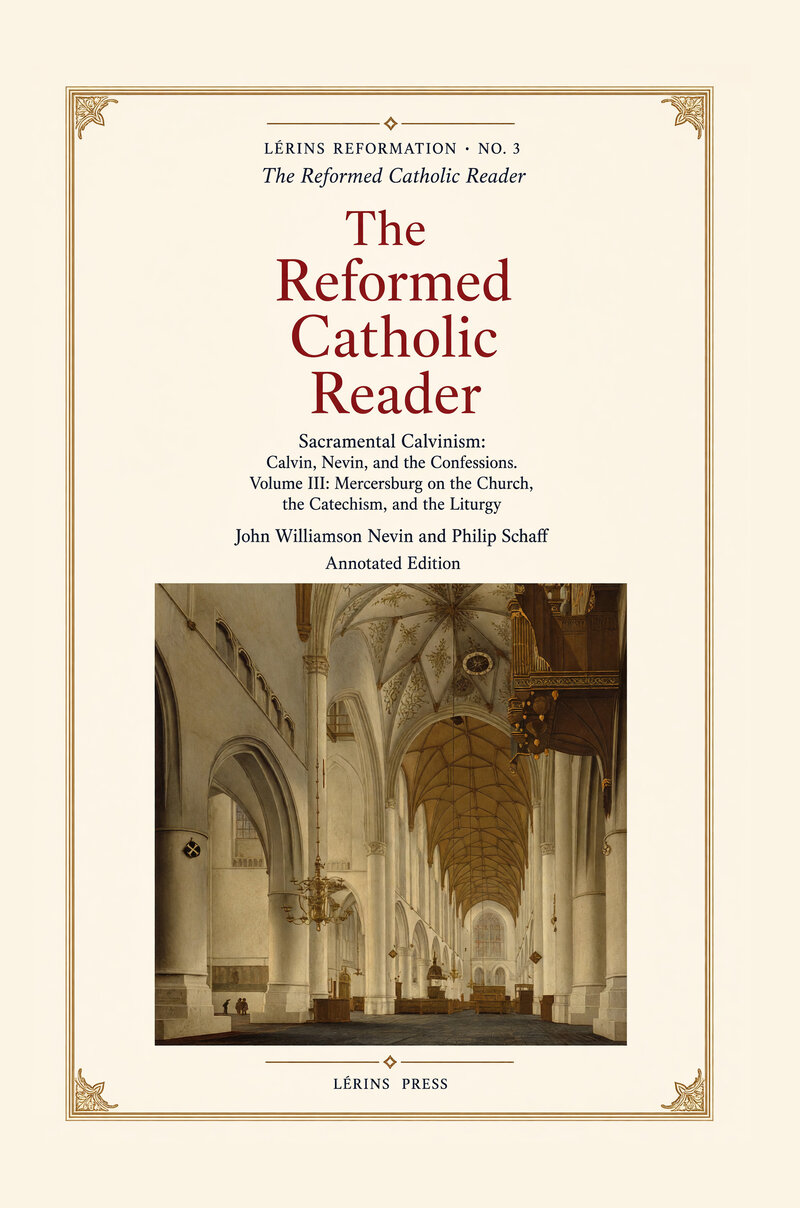 LÉRINS REFORMATION • NO. 3
The Reformed Catholic Reader
The
Reformed
Catholic
Reader
Sacramental Calvinism:
Calvin, Nevin, and the Confessions.
Volume III: Mercersburg on the Church,
the Catechism, and the Liturgy
John Williamson Nevin and Philip Schaff
Annotated Edition
LÉRINS PRESS